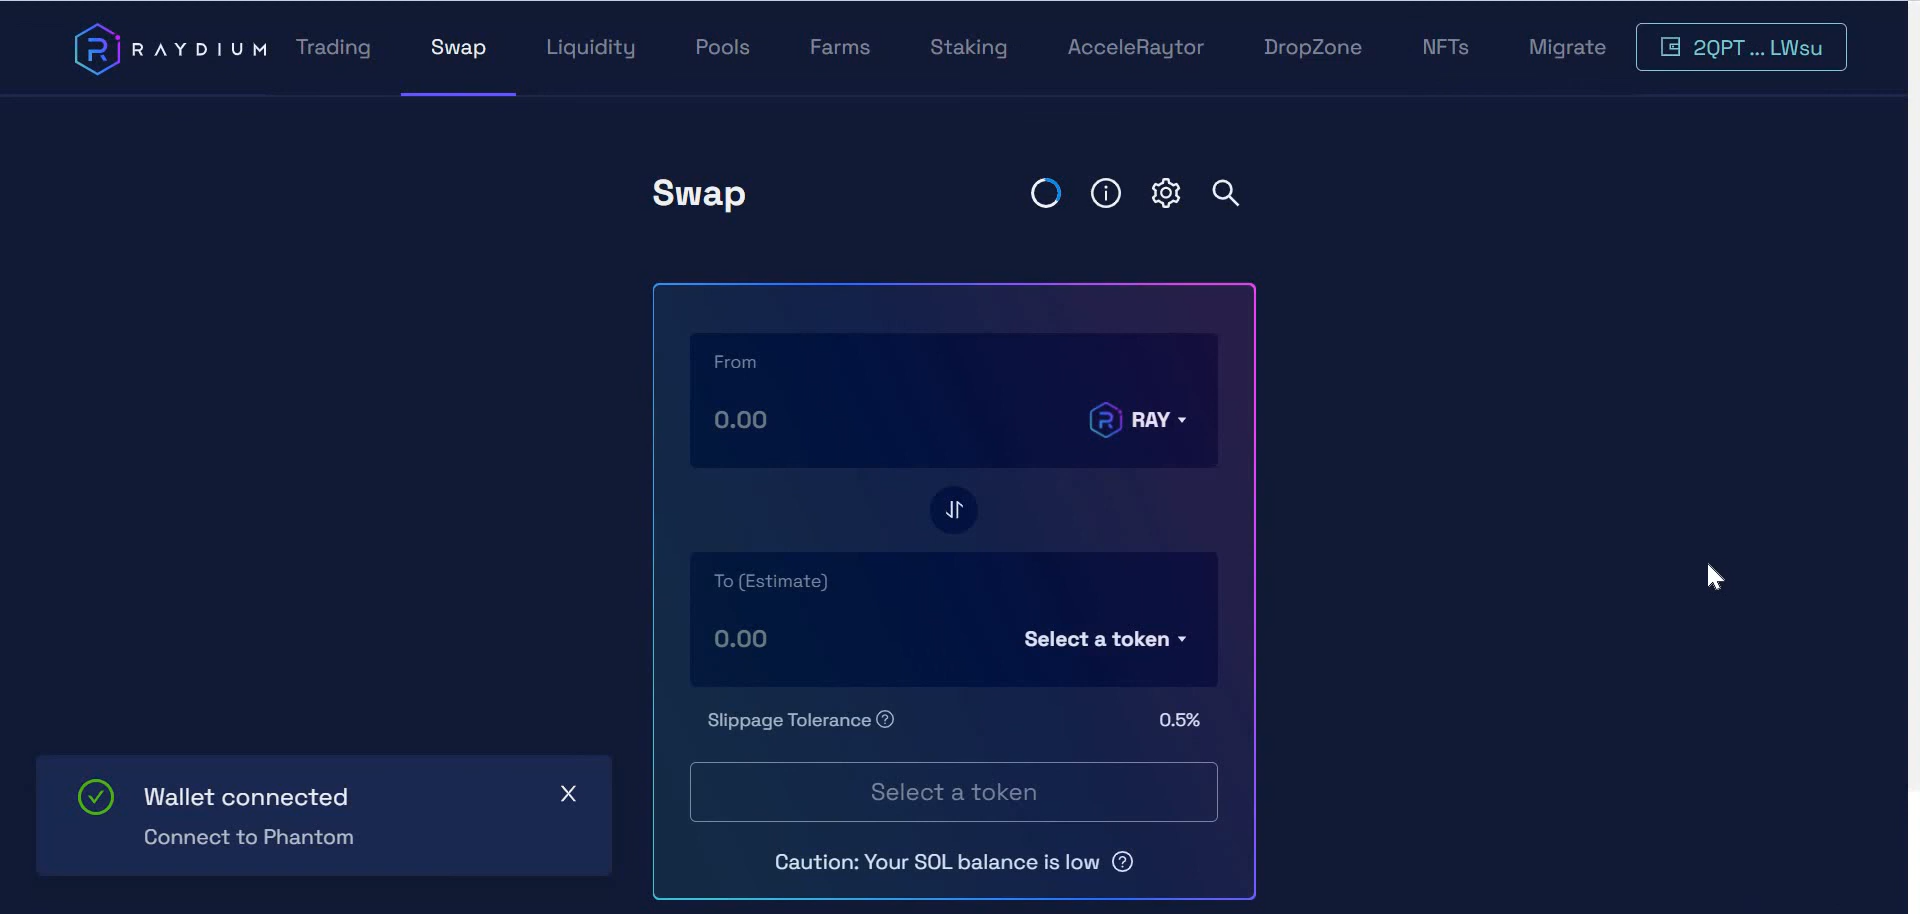 RAYDIUM Trading Swap Liquidity Pools Farms Staking AcceleRaytor DropZone NFTs Migrate 2QPT ... LWsu
Swap
From
0.00 RAY
To (Estimate)
0.00 Select a token
Slippage Tolerance 0.5%
Select a token
Caution: Your SOL balance is low
Wallet connected X
Connect to Phantom